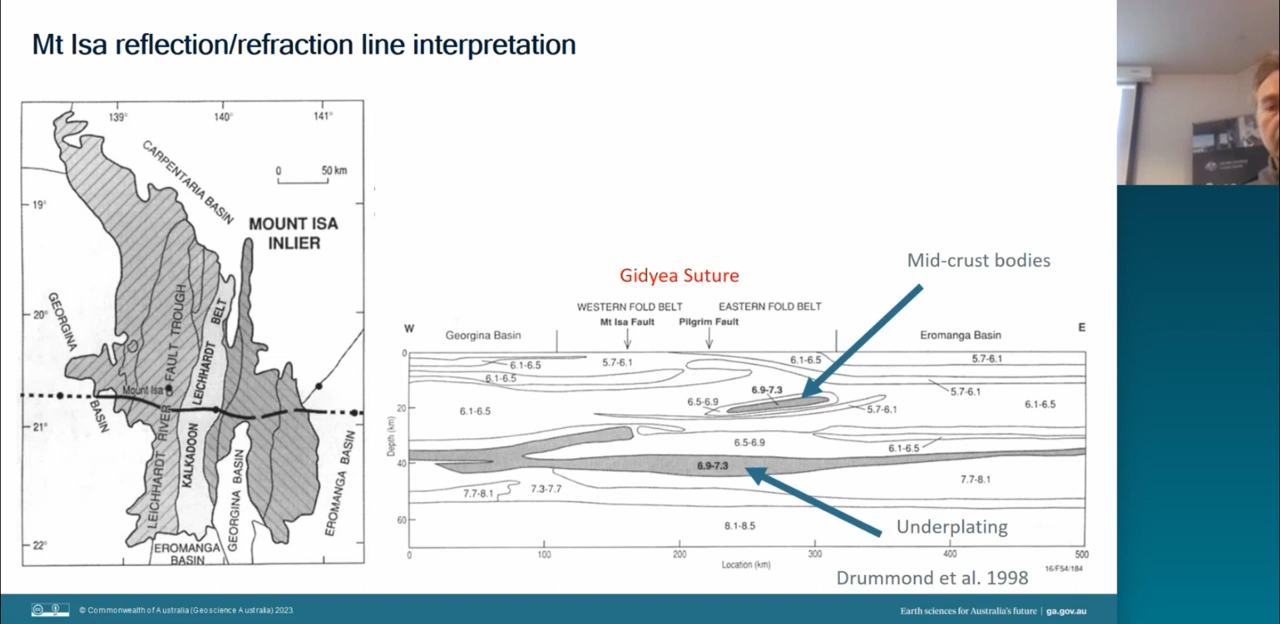 Mt Isa reflection/refraction line interpretation
139°
140°
141°
CARPENTARIA BASIN
0
50 km
19°
MOUNT ISA
INLIER
20°
GEORGINA
BASIN
Mount Isa
LEICHHARDT RIVER FAULT TROUGH
KALKADOON LEICHHARDT BELT
GEORGINA BASIN
EROMANGA BASIN
21°
22°
EROMANGA
BASIN
Gidyea Suture
Mid-crust bodies
WESTERN FOLD BELT
EASTERN FOLD BELT
Mt Isa Fault
Pilgrim Fault
W
E
Georgina Basin
Eromanga Basin
0
6.1-6.5
5.7-6.1
6.1-6.5
5.7-6.1
6.1-6.5
6.9-7.3
5.7-6.1
20
6.1-6.5
6.5-6.9
5.7-6.1
6.1-6.5
Depth (km)
6.5-6.9
6.1-6.5
40
6.9-7.3
7.7-8.1
7.3-7.7
7.7-8.1
60
8.1-8.5
Underplating
0
100
200
300
400
500
Location (km)
16/F54/184
Drummond et al. 1998
© Commonwealth of Australia (Geoscience Australia) 2023.
Earth sciences for Australia's future | ga.gov.au